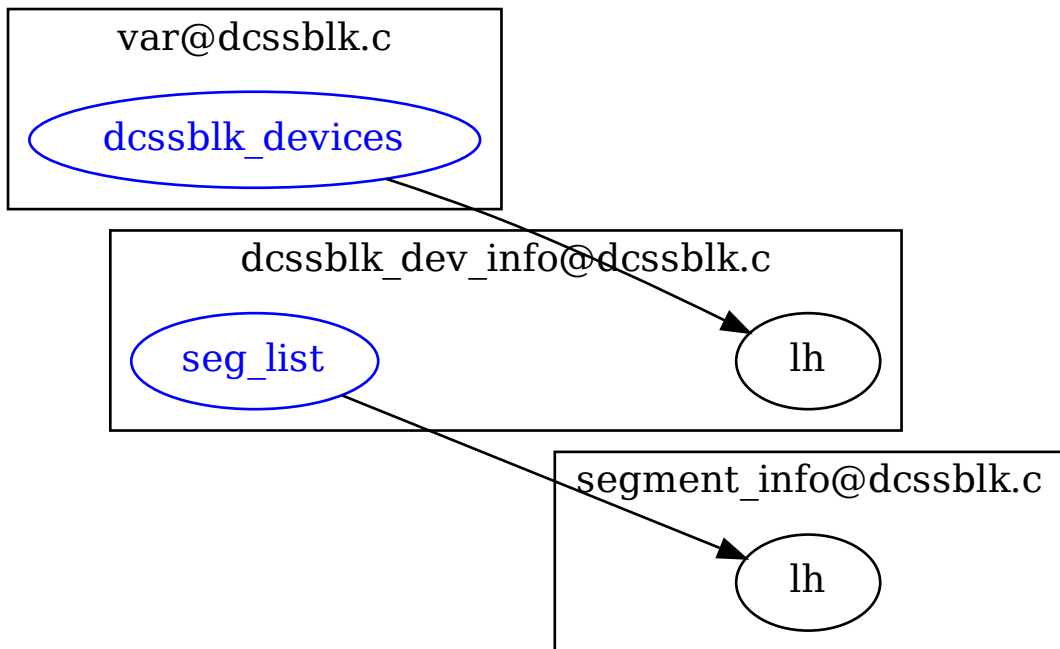 var@dcssblk.c
dcssblk_devices
dcssblk_dev_info@dcssblk.c
seg_list
lh
segment_info@dcssblk.c
lh